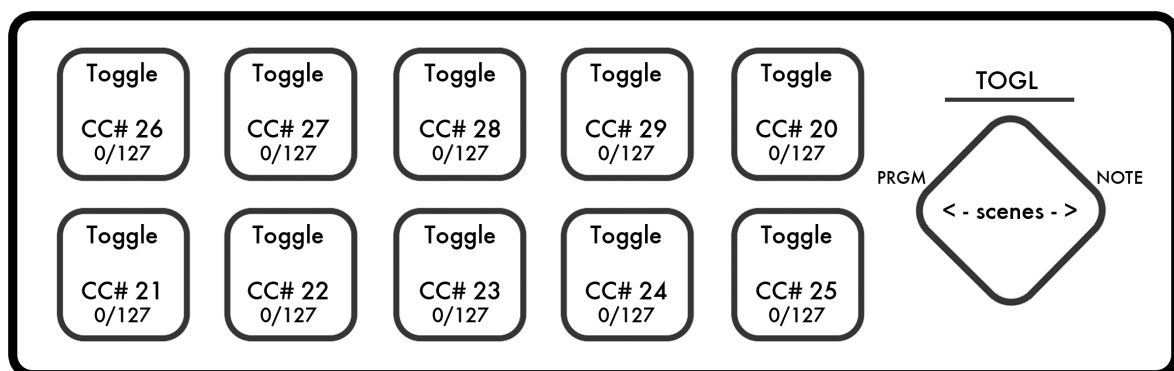 Toggle
CC# 26
0/127
Toggle
CC# 27
0/127
Toggle
CC# 28
0/127
Toggle
CC# 29
0/127
Toggle
CC# 20
0/127
TOGL
PRGM
NOTE
< - scenes - >
Toggle
CC# 21
0/127
Toggle
CC# 22
0/127
Toggle
CC# 23
0/127
Toggle
CC# 24
0/127
Toggle
CC# 25
0/127